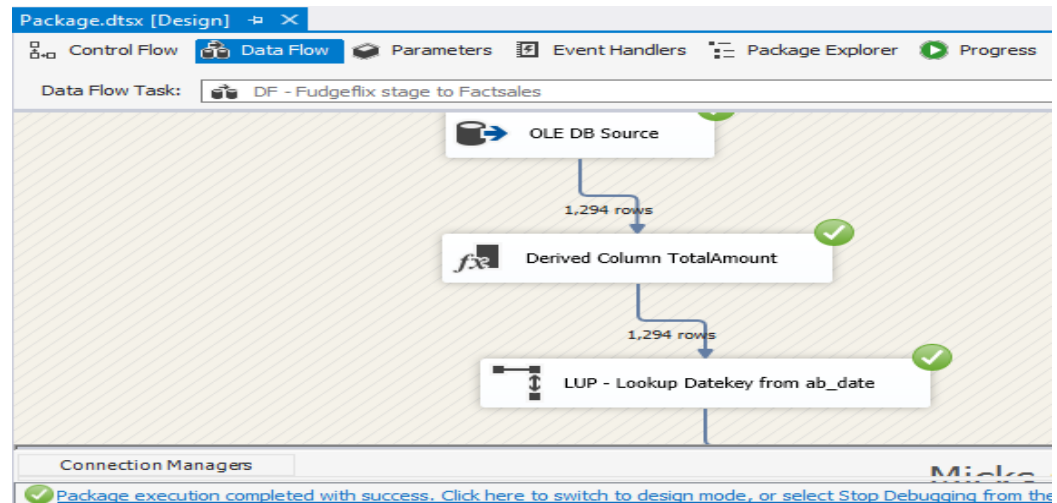 Package.dtsx [Design]
Control Flow Data Flow Parameters Event Handlers Package Explorer Progress
Data Flow Task: DF - Fudgeflix stage to Factsales
OLE DB Source
1,294 rows
fx Derived Column TotalAmount
1,294 rows
LUP - Lookup Datekey from ab_date
Connection Managers
Package execution completed with success. Click here to switch to design mode, or select Stop Debugging from the